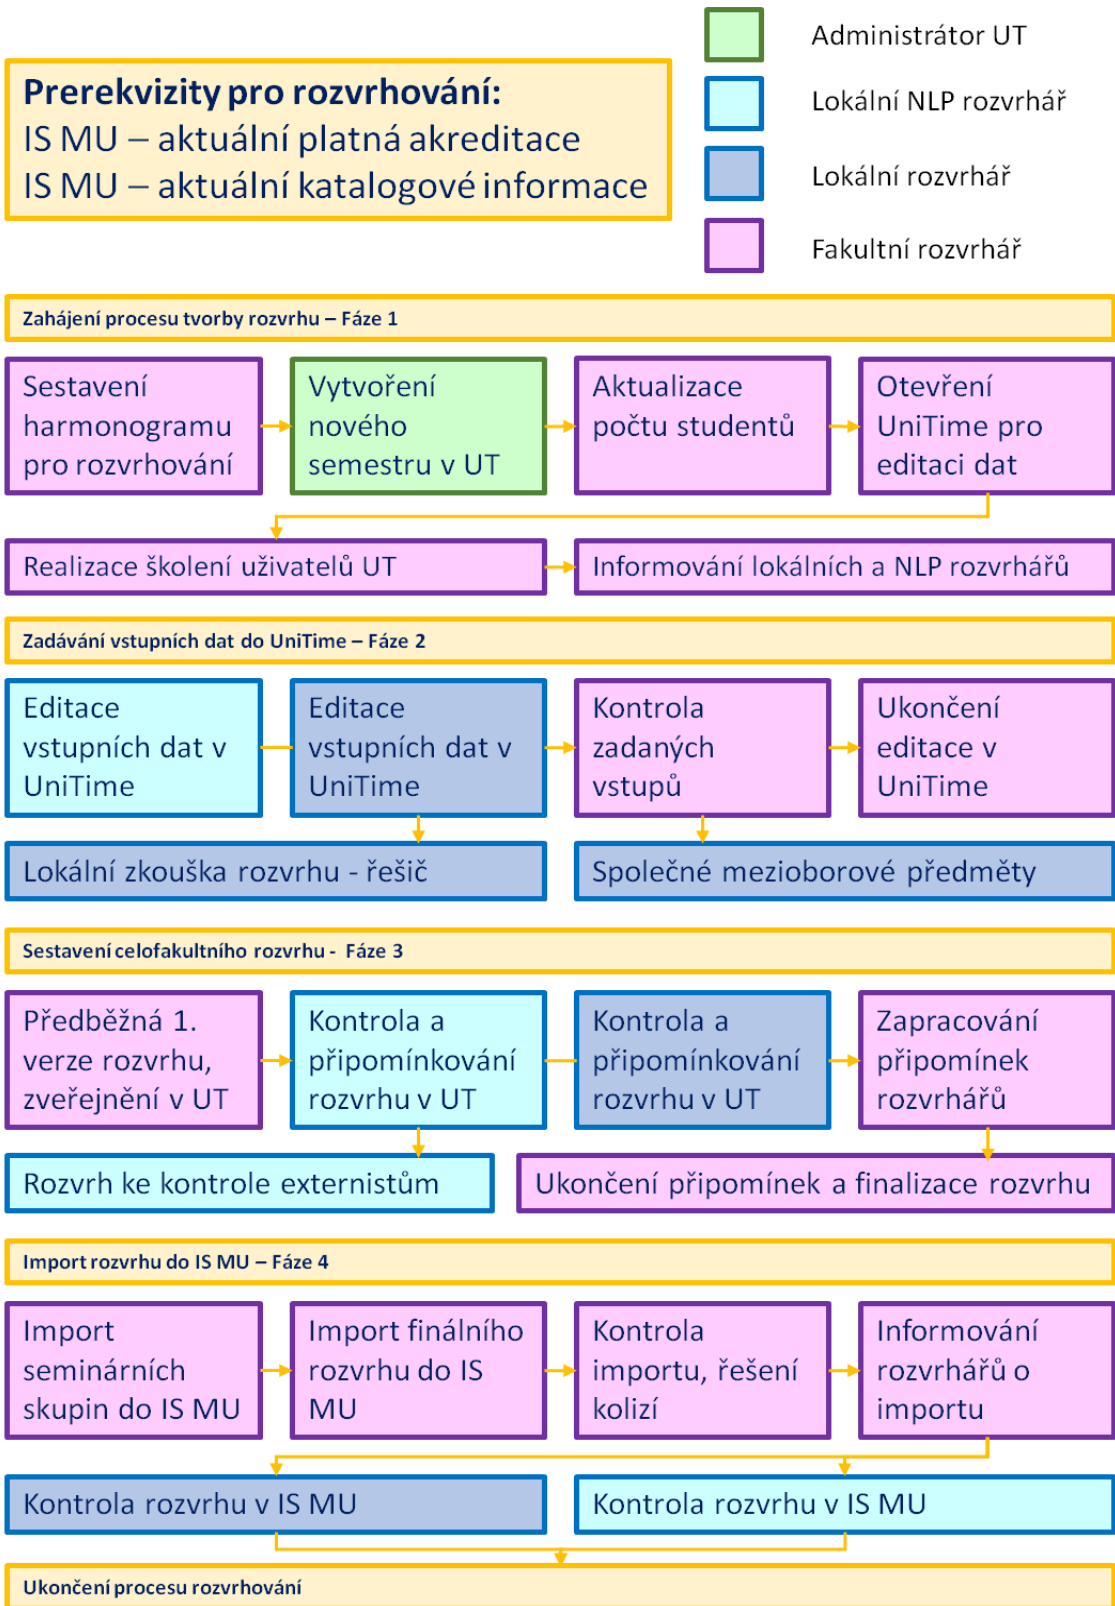 Prerekvizity pro rozvrhování:
IS MU – aktuální platná akreditace
IS MU – aktuální katalogové informace
Administrátor UT
Lokální NLP rozvrhář
Lokální rozvrhář
Fakultní rozvrhář
Zahájení procesu tvorby rozvrhu – Fáze 1
Sestavení
harmonogramu
pro rozvrhování
Vytvoření
nového
semestru v UT
Aktualizace
počtu studentů
Otevření
UniTime pro
editaci dat
Realizace školení uživatelů UT
Informování lokálních a NLP rozvrhářů
Zadávání vstupních dat do UniTime – Fáze 2
Editace
vstupních dat v
UniTime
Editace
vstupních dat v
UniTime
Kontrola
zadaných
vstupů
Ukončení
editace v
UniTime
Lokální zkouška rozvrhu - řešič
Společné mezioborové předměty
Sestavení celofakultního rozvrhu - Fáze 3
Předběžná 1.
verze rozvrhu,
zveřejnění v UT
Kontrola a
připomínkování
rozvrhu v UT
Kontrola a
připomínkování
rozvrhu v UT
Zapracování
připomínek
rozvrhářů
Rozvrh ke kontrole externistům
Ukončení připomínek a finalizace rozvrhu
Import rozvrhu do IS MU – Fáze 4
Import
seminárních
skupin do IS MU
Import finálního
rozvrhu do IS
MU
Kontrola
importu, řešení
kolizí
Informování
rozvrhářů o
importu
Kontrola rozvrhu v IS MU
Kontrola rozvrhu v IS MU
Ukončení procesu rozvrhování